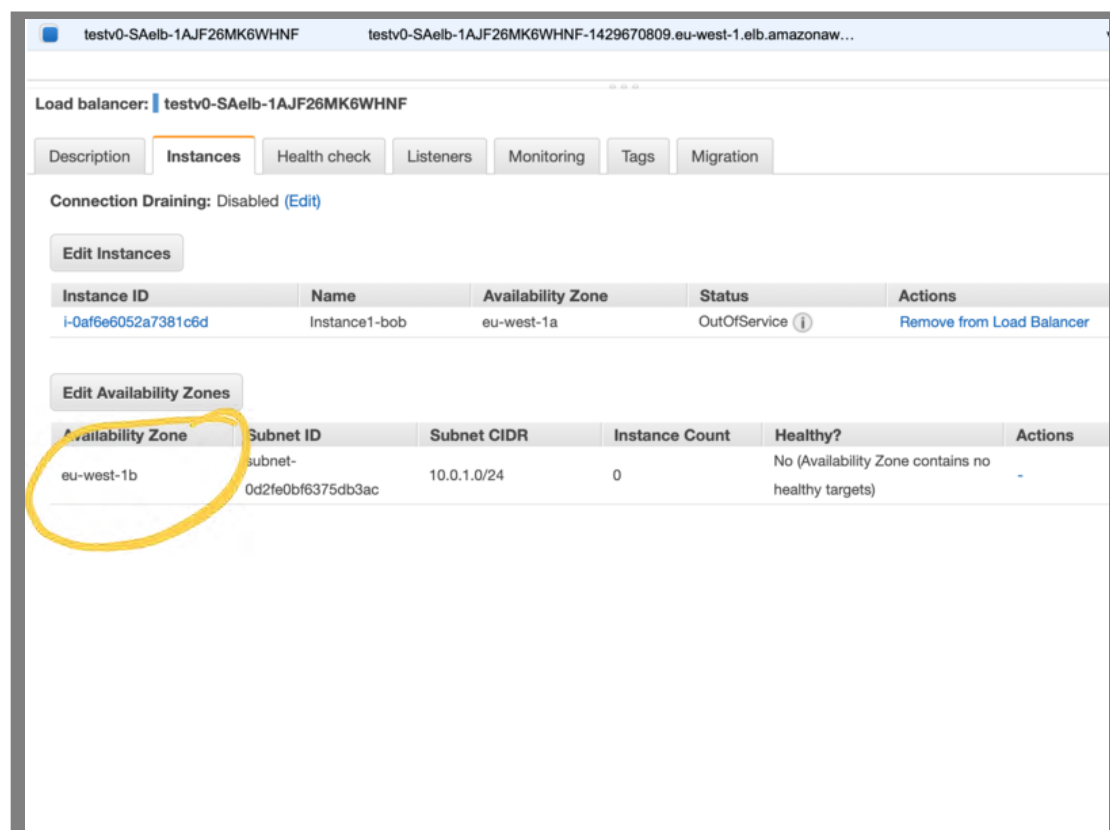 testv0-SAelb-1AJF26MK6WHNF testv0-SAelb-1AJF26MK6WHNF-1429670809.eu-west-1.elb.amazonaw...
Load balancer: testv0-SAelb-1AJF26MK6WHNF
Description Instances Health check Listeners Monitoring Tags Migration
Connection Draining: Disabled (Edit)
Edit Instances
Instance ID Name Availability Zone Status Actions
i-0af6e6052a7381c6d Instance1-bob eu-west-1a OutOfService i Remove from Load Balancer
Edit Availability Zones
Availability Zone Subnet ID Subnet CIDR Instance Count Healthy? Actions
eu-west-1b subnet- 10.0.1.0/24 0 No (Availability Zone contains no -
0d2fe0bf6375db3ac healthy targets)